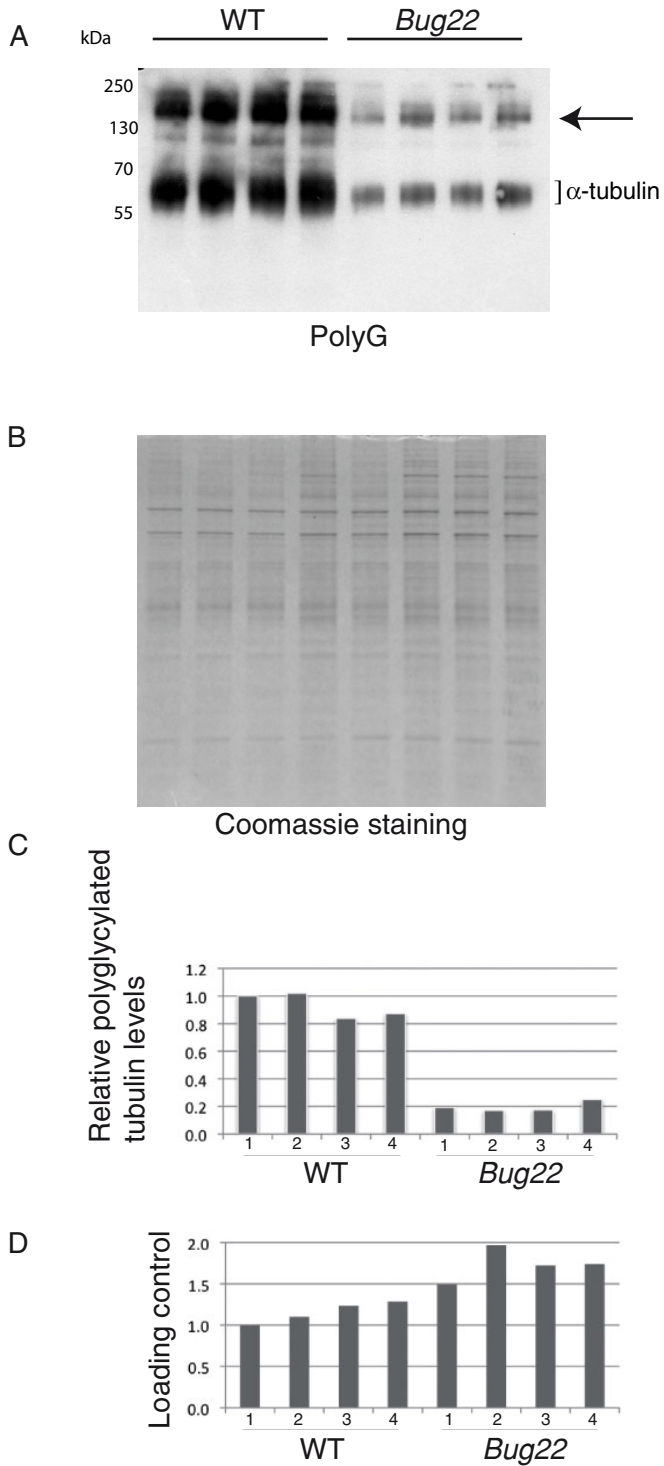 A
kDa
WT
Bug22
250
130
70
55
]α-tubulin
PolyG
B
Coomassie staining
C
Relative polyglycylated
tubulin levels
1.2
1.0
0.8
0.6
0.4
0.2
0.0
1 2 3 4 1 2 3 4
WT Bug22
D
Loading control
2.0
1.5
1.0
0.5
0.0
1 2 3 4 1 2 3 4
WT Bug22